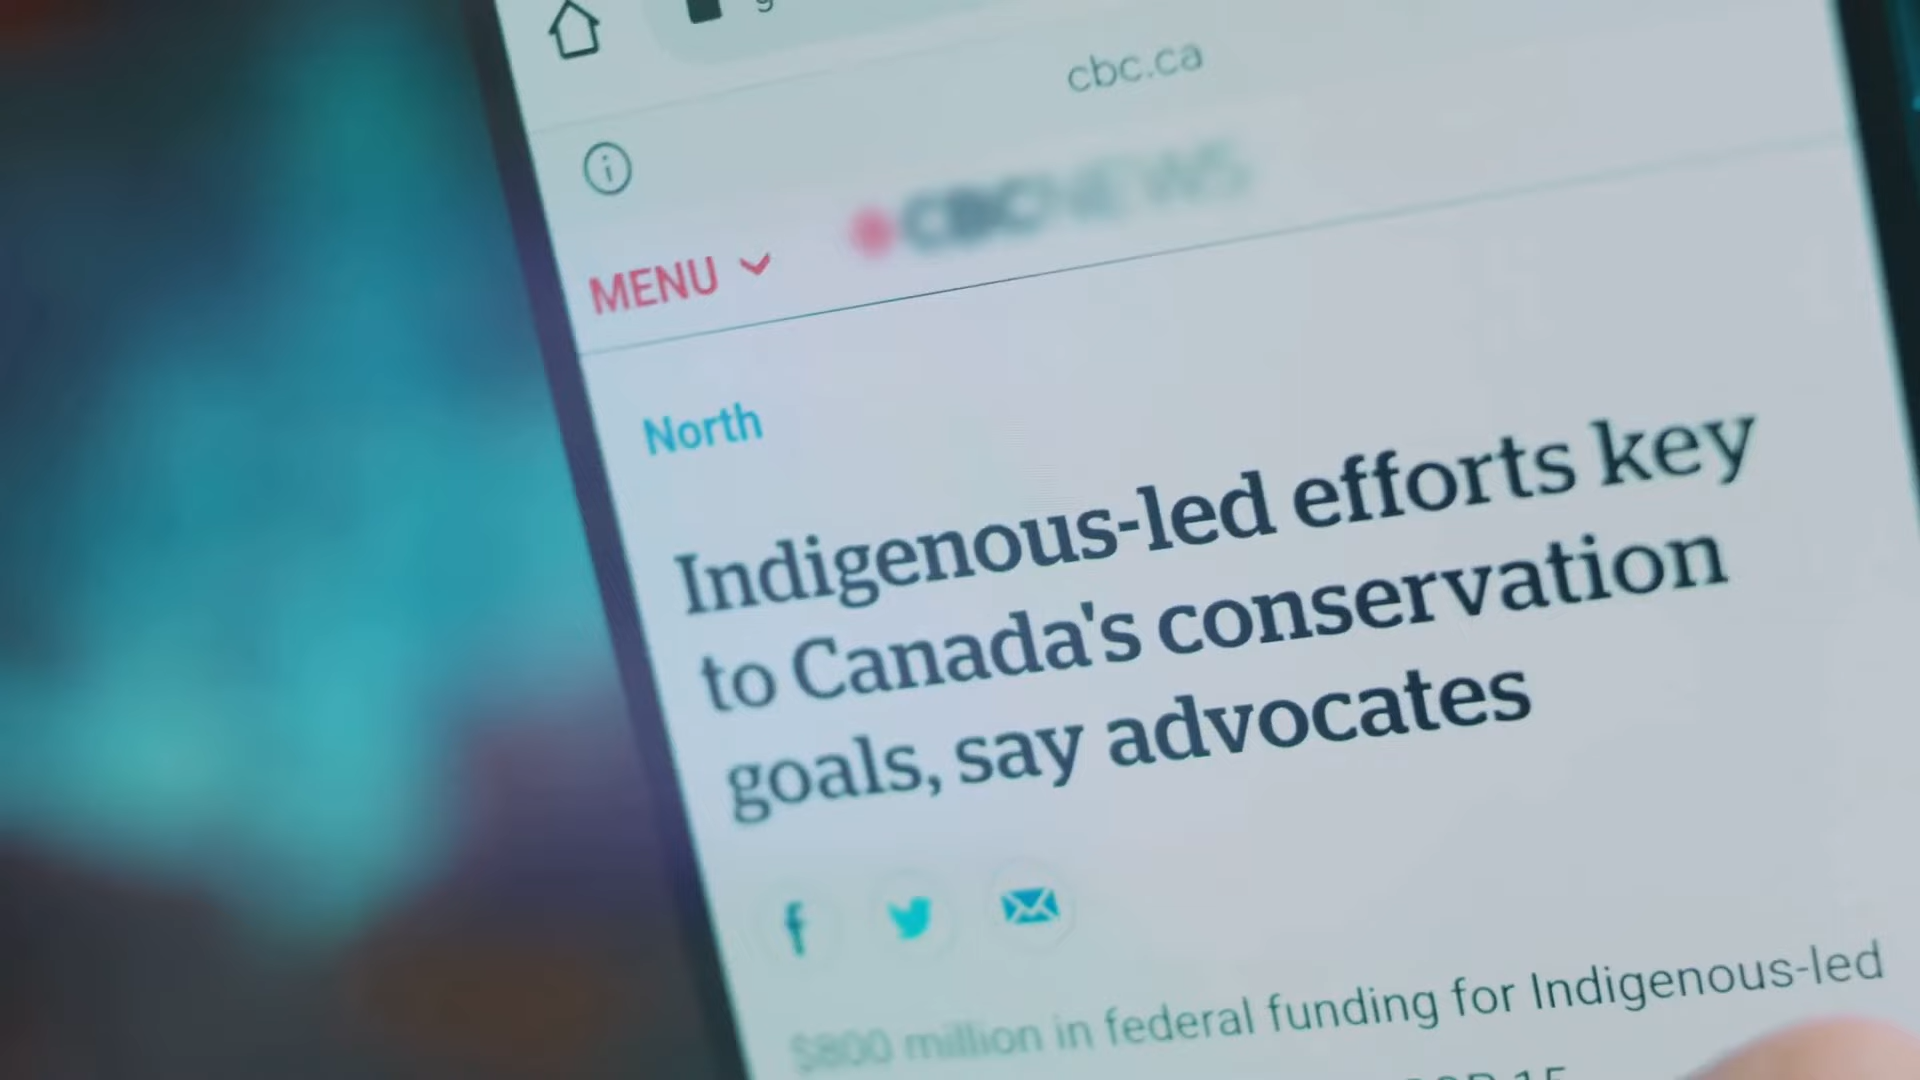 cbc.ca
CBCNEWS
MENU
North
Indigenous-led efforts key
to Canada's conservation
goals, say advocates
$800 million in federal funding for Indigenous-led